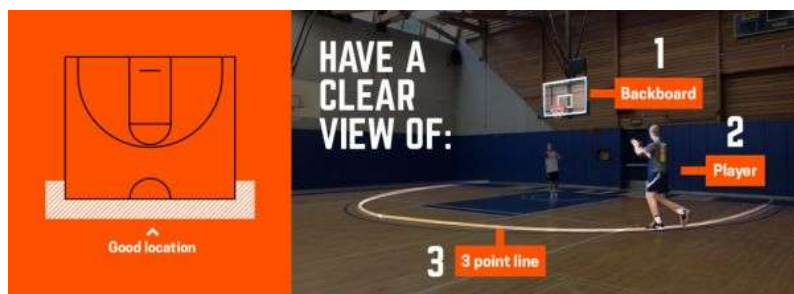 Good location
HAVE A
CLEAR
VIEW OF:
1
Backboard
2
Player
3
3 point line